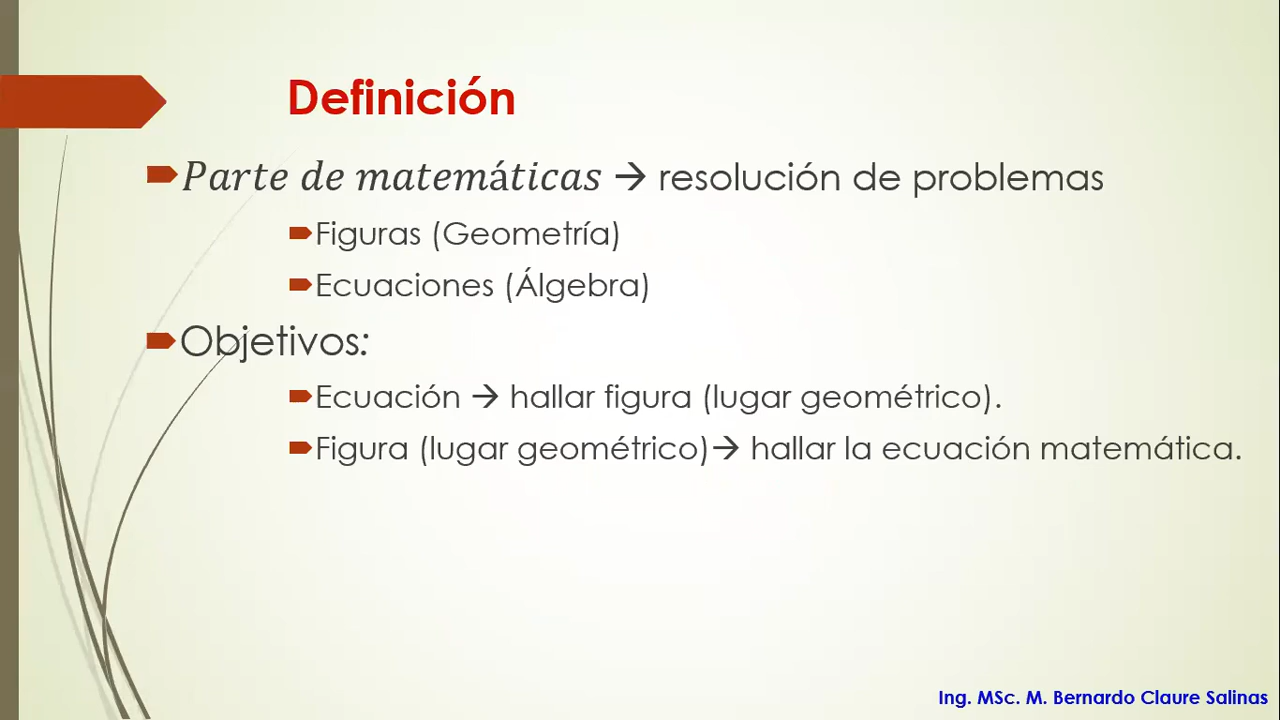 Definición
Parte de matemáticas → resolución de problemas
Figuras (Geometría)
Ecuaciones (Álgebra)
Objetivos:
Ecuación → hallar figura (lugar geométrico).
Figura (lugar geométrico)→ hallar la ecuación matemática.
Ing. MSc. M. Bernardo Claure Salinas